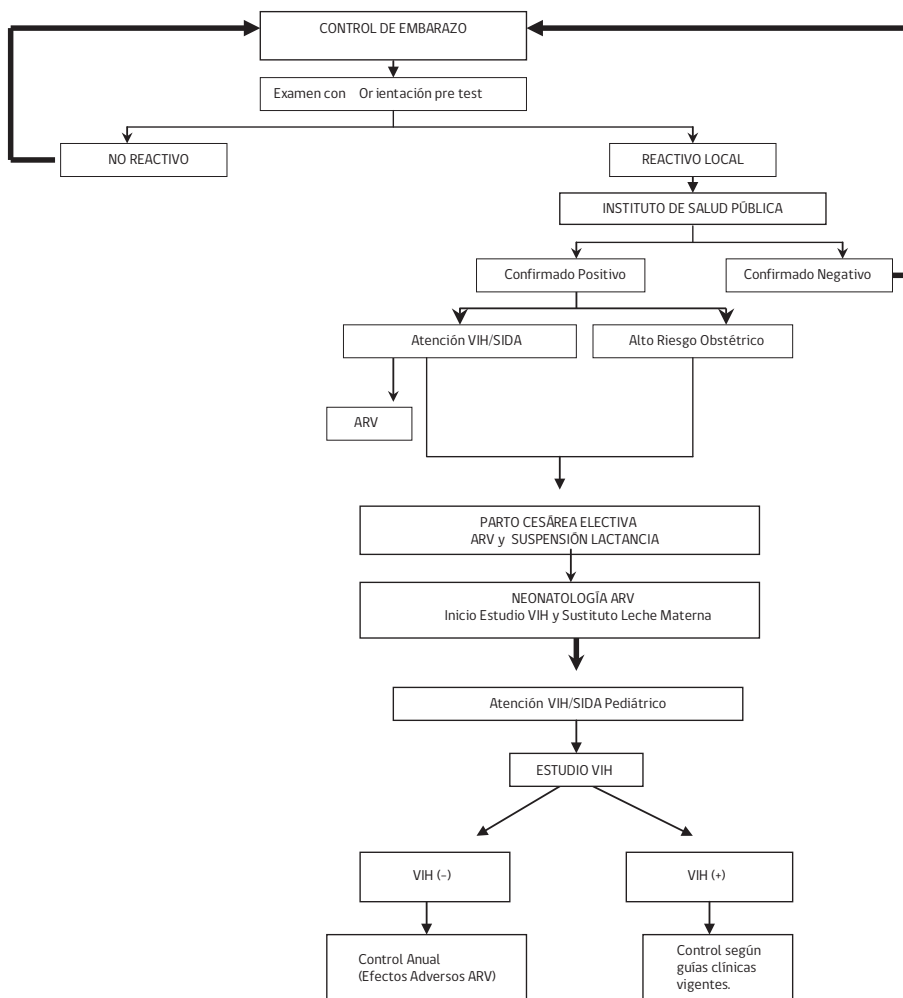 CONTROL DE EMBARAZO
Examen con Orientación pre test
NO REACTIVO
REACTIVO LOCAL
INSTITUTO DE SALUD PÚBLICA
Confirmado Positivo
Confirmado Negativo
Atención VIH/SIDA
Alto Riesgo Obstétrico
ARV
PARTO CESÁREA ELECTIVA
ARV y SUSPENSIÓN LACTANCIA
NEONATOLOGÍA ARV
Inicio Estudio VIH y Sustituto Leche Materna
Atención VIH/SIDA Pediátrico
ESTUDIO VIH
VIH (-)
VIH (+)
Control Anual
(Efectos Adversos ARV)
Control según
guías clínicas
vigentes.